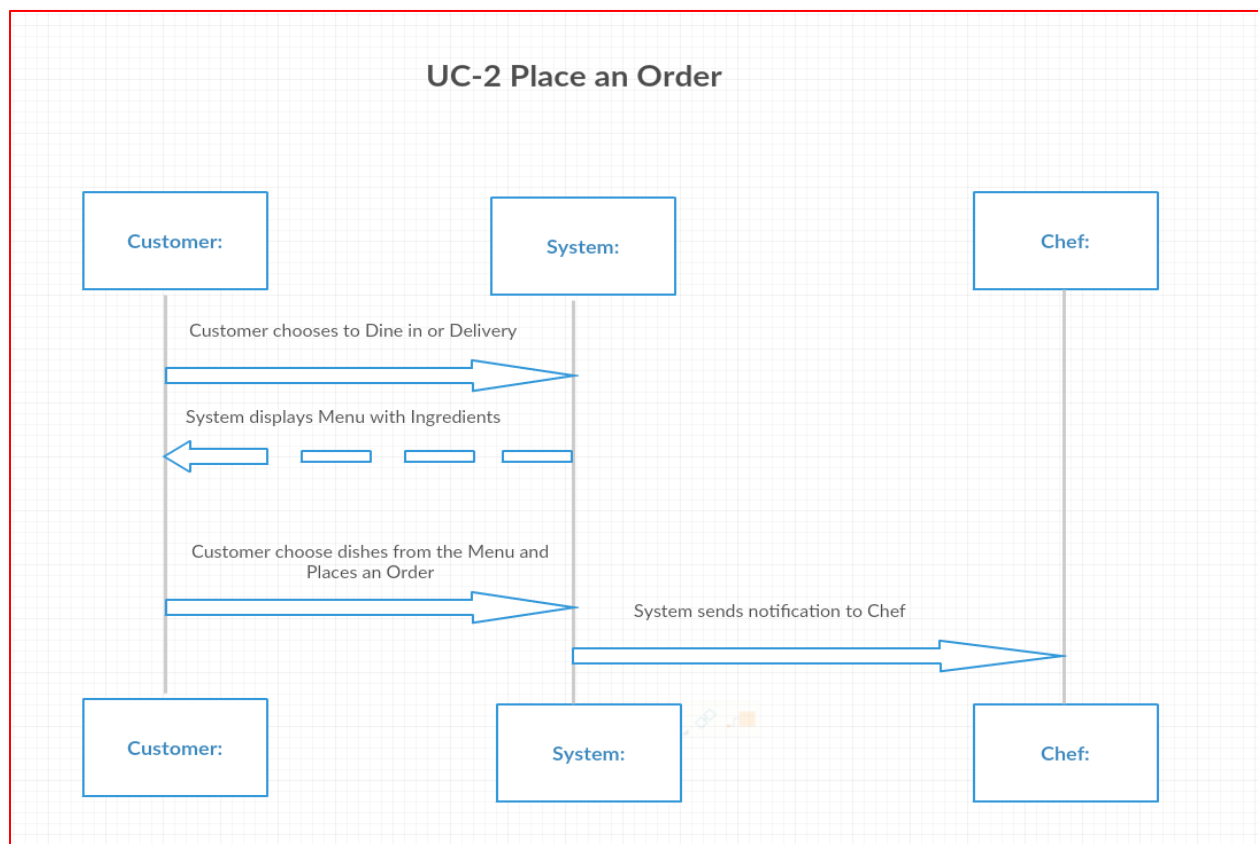 UC-2 Place an Order
Customer:
System:
Chef:
Customer chooses to Dine in or Delivery
System displays Menu with Ingredients
Customer choose dishes from the Menu and
Places an Order
System sends notification to Chef
Customer:
System:
Chef: